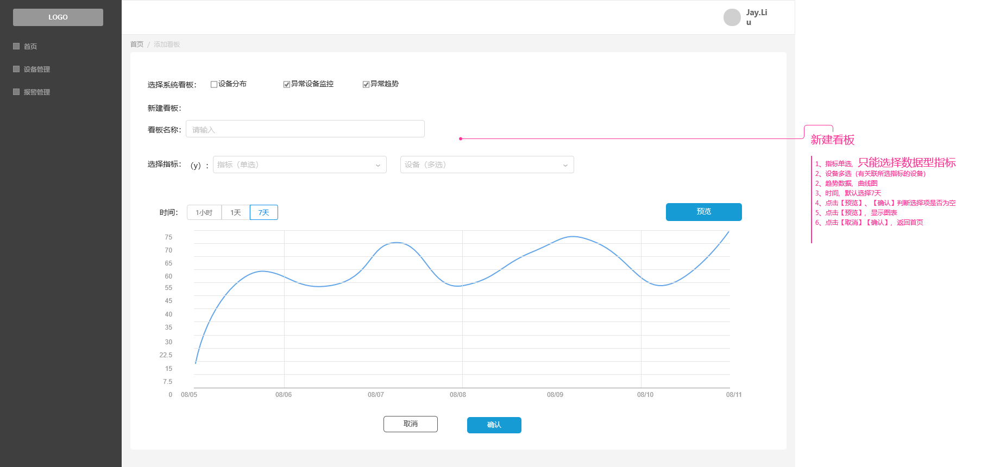 LOGO
Jay.Li
u
首页
设备管理
报警管理
首页 / 添加看板
选择系统看板： 设备分布 异常设备监控 异常趋势
新建看板：
看板名称： 请输入
选择指标： （y）: 指标（单选） 设备（多选）
时间： 1小时 1天 7天 预览
75
70
65
60
55
45
40
35
30
22.5
15
7.5
0
08/05 08/06 08/07 08/08 08/09 08/10 08/11
取消 确认
新建看板
1、指标单选，只能选择数据型指标
2、设备多选（有关联所选指标的设备）
2、趋势数据，曲线图
3、时间，默认选择7天
4、点击【预览】、【确认】判断选择项是否为空
5、点击【预览】，显示图表
6、点击【取消】【确认】，返回首页